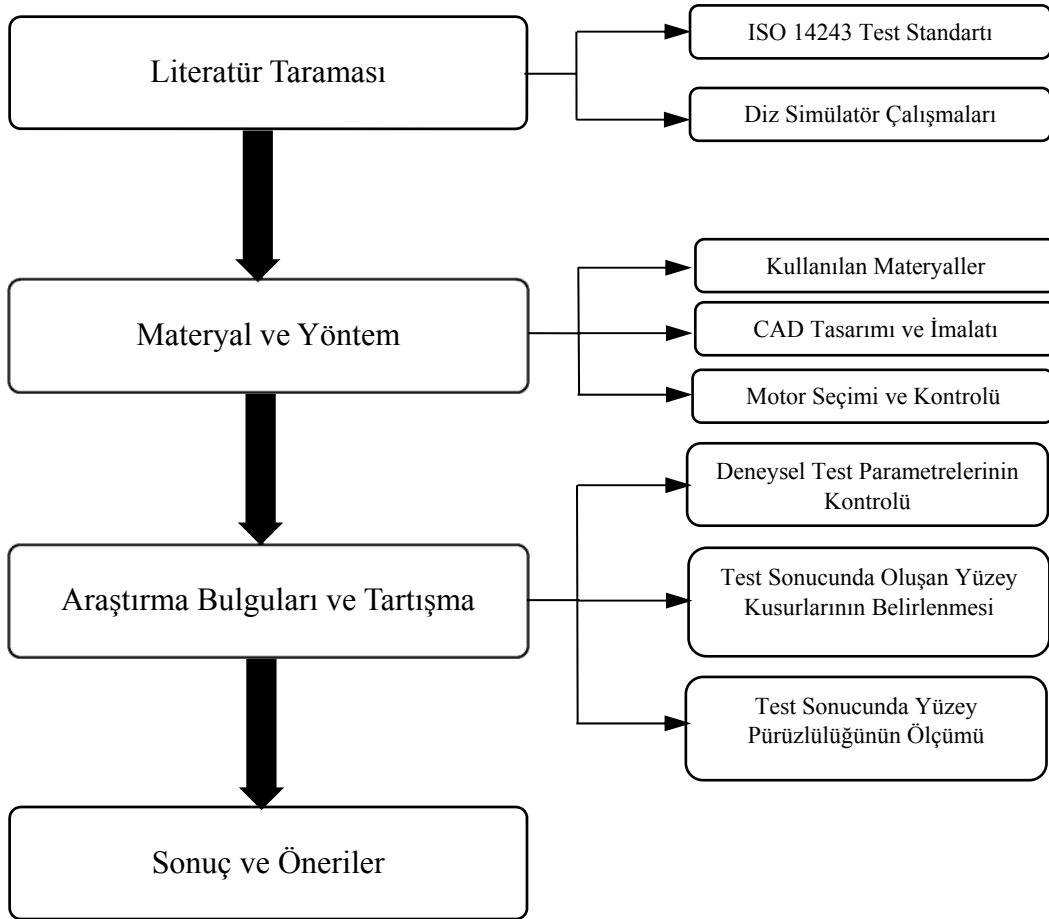 Literatür Taraması
ISO 14243 Test Standartı
Diz Simülatör Çalışmaları
Materyal ve Yöntem
Kullanılan Materyaller
CAD Tasarımı ve İmalatı
Motor Seçimi ve Kontrolü
Araştırma Bulguları ve Tartışma
Deneysel Test Parametrelerinin
Kontrolü
Test Sonucunda Oluşan Yüzey
Kusurlarının Belirlenmesi
Test Sonucunda Yüzey
Pürüzlülüğünün Ölçümü
Sonuç ve Öneriler